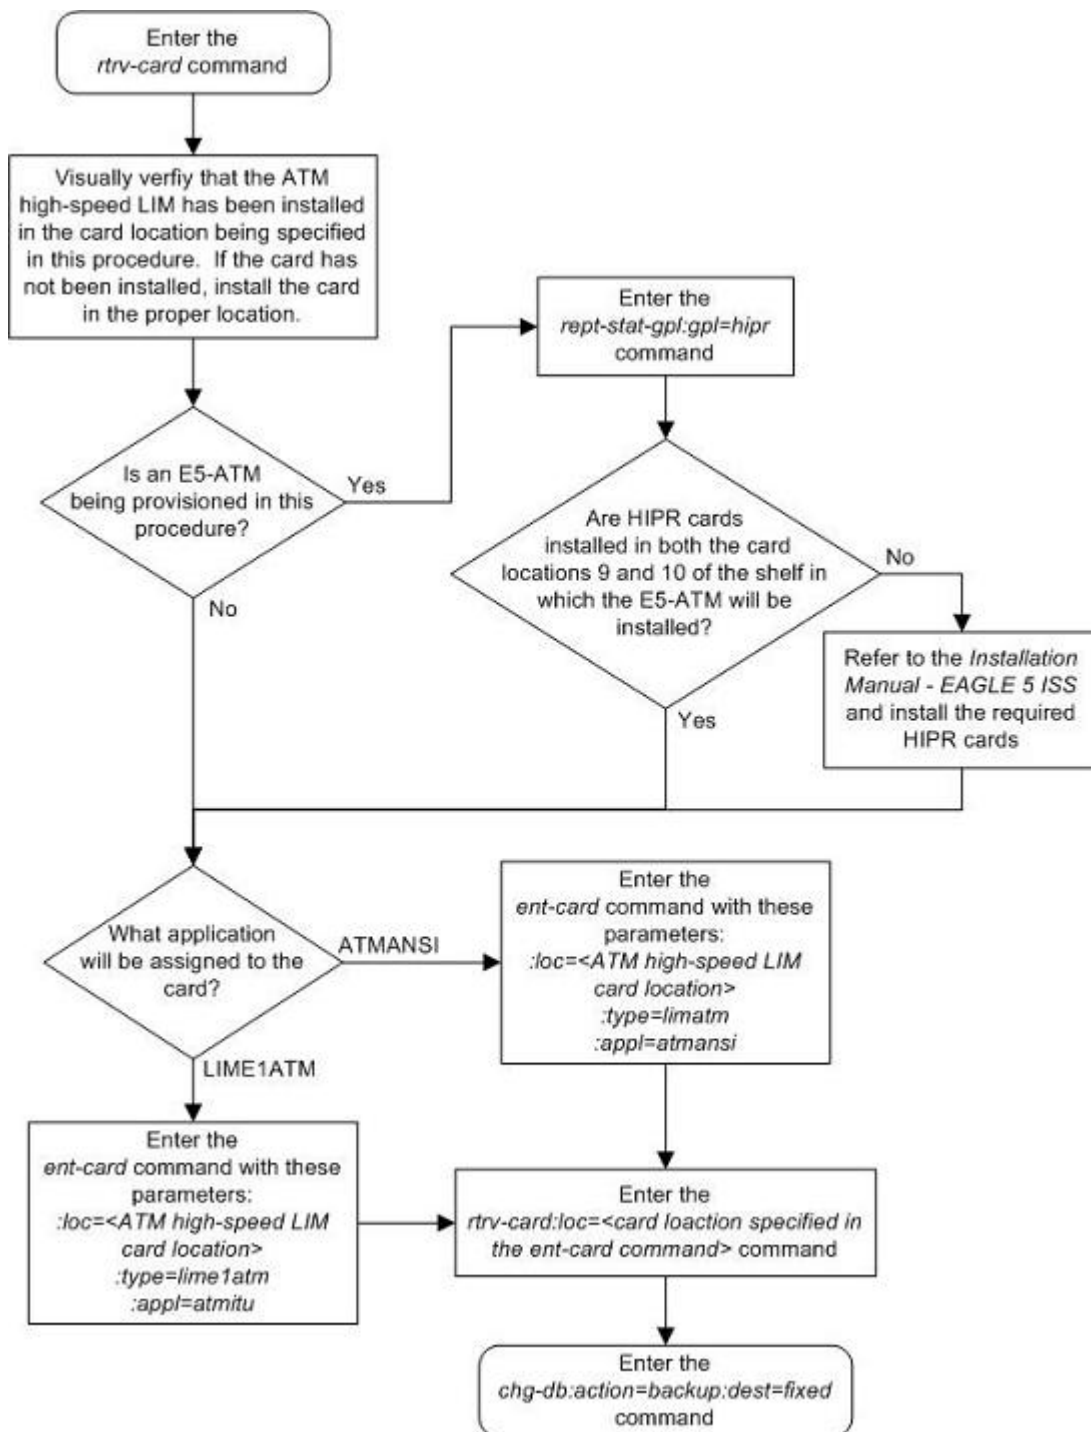 Enter the
rtrv-card command
Visually verfiy that the ATM
high-speed LIM has been installed
in the card location being specified
in this procedure. If the card has
not been installed, install the card
in the proper location.
Enter the
rept-stat-gpl:gpl=hipr
command
Is an E5-ATM
being provisioned in this
procedure?
Yes
No
Are HIPR cards
installed in both the card
locations 9 and 10 of the shelf in
which the E5-ATM will be
installed?
No
Yes
Refer to the Installation
Manual - EAGLE 5 ISS
and install the required
HIPR cards
What application
will be assigned to the
card?
ATMANSI
LIME1ATM
Enter the
ent-card command with these
parameters:
:loc=<ATM high-speed LIM
card location>
:type=limatm
:appl=atmansi
Enter the
ent-card command with these
parameters:
:loc=<ATM high-speed LIM
card location>
:type=lime1atm
:appl=atmitu
Enter the
rtrv-card:loc=<card loaction specified in
the ent-card command> command
Enter the
chg-db:action=backup:dest=fixed
command